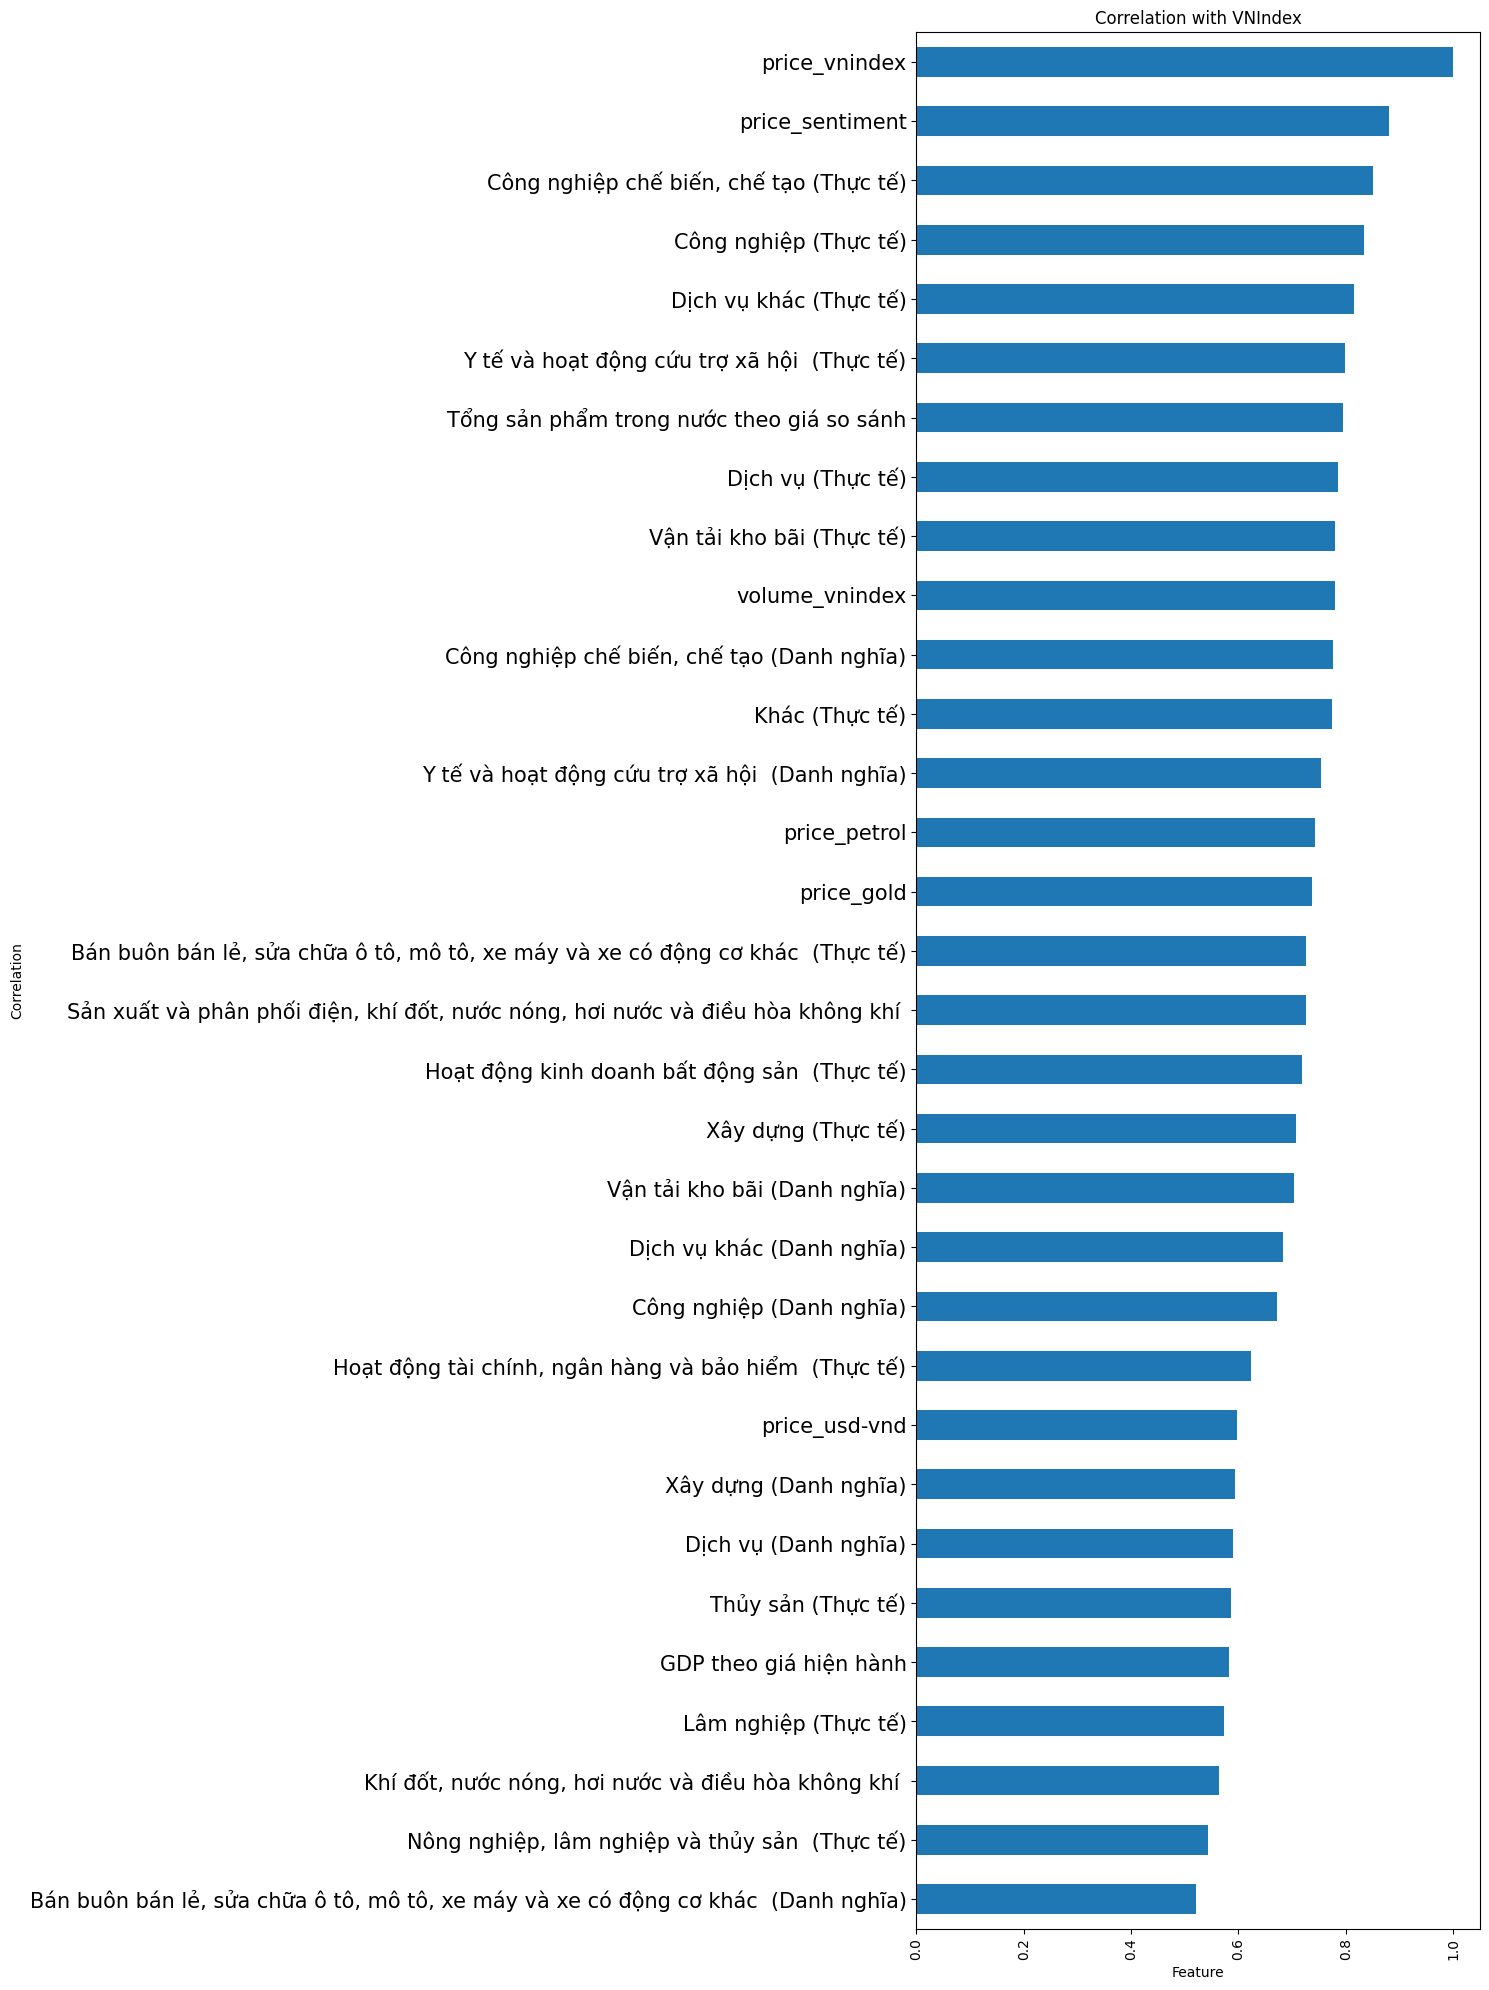 Correlation with VNIndex
price_vnindex
price_sentiment
Công nghiệp chế biến, chế tạo (Thực tế)
Công nghiệp (Thực tế)
Dịch vụ khác (Thực tế)
Y tế và hoạt động cứu trợ xã hội  (Thực tế)
Tổng sản phẩm trong nước theo giá so sánh
Dịch vụ (Thực tế)
Vận tải kho bãi (Thực tế)
volume_vnindex
Công nghiệp chế biến, chế tạo (Danh nghĩa)
Khác (Thực tế)
Y tế và hoạt động cứu trợ xã hội  (Danh nghĩa)
price_petrol
price_gold
Bán buôn bán lẻ, sửa chữa ô tô, mô tô, xe máy và xe có động cơ khác  (Thực tế)
Sản xuất và phân phối điện, khí đốt, nước nóng, hơi nước và điều hòa không khí
Hoạt động kinh doanh bất động sản  (Thực tế)
Xây dựng (Thực tế)
Vận tải kho bãi (Danh nghĩa)
Dịch vụ khác (Danh nghĩa)
Công nghiệp (Danh nghĩa)
Hoạt động tài chính, ngân hàng và bảo hiểm  (Thực tế)
price_usd-vnd
Xây dựng (Danh nghĩa)
Dịch vụ (Danh nghĩa)
Thủy sản (Thực tế)
GDP theo giá hiện hành
Lâm nghiệp (Thực tế)
Khí đốt, nước nóng, hơi nước và điều hòa không khí
Nông nghiệp, lâm nghiệp và thủy sản  (Thực tế)
Bán buôn bán lẻ, sửa chữa ô tô, mô tô, xe máy và xe có động cơ khác  (Danh nghĩa)
Correlation
0.0
0.2
0.4
0.6
0.8
1.0
Feature